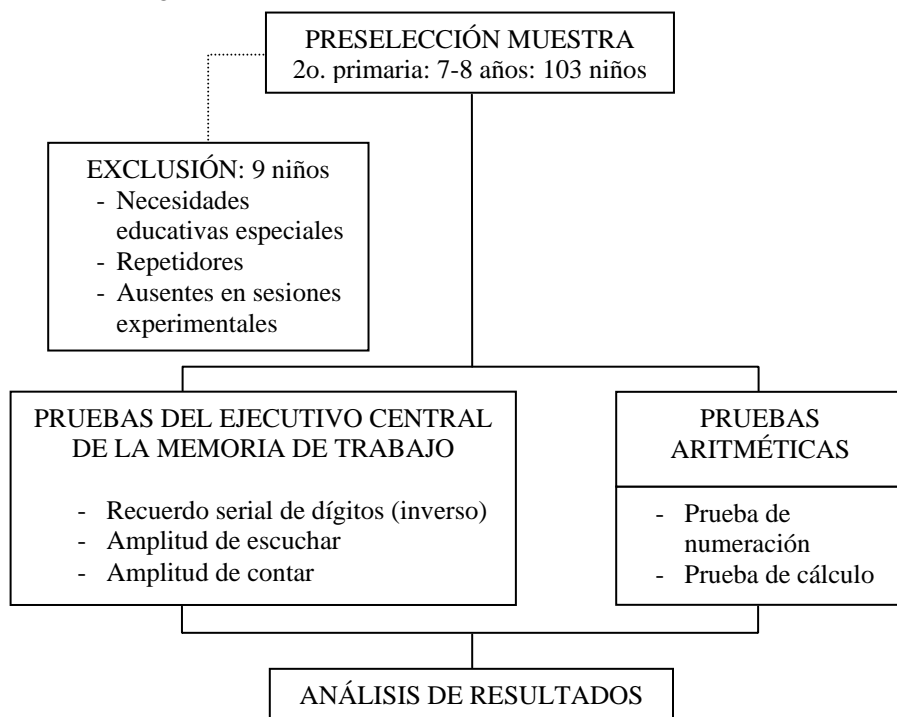 PRESELECCIÓN MUESTRA
2o. primaria: 7-8 años: 103 niños
EXCLUSIÓN: 9 niños
- Necesidades
educativas especiales
- Repetidores
- Ausentes en sesiones
experimentales
PRUEBAS DEL EJECUTIVO CENTRAL
DE LA MEMORIA DE TRABAJO
- Recuerdo serial de dígitos (inverso)
- Amplitud de escuchar
- Amplitud de contar
PRUEBAS
ARITMÉTICAS
- Prueba de
numeración
- Prueba de cálculo
ANÁLISIS DE RESULTADOS